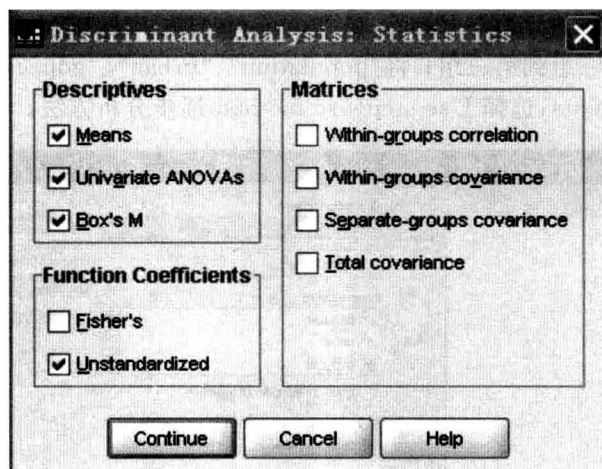 Discriminant Analysis: Statistics
Descriptives
Means
Univariate ANOVAs
Box's M
Function Coefficients
Fisher's
Unstandardized
Matrices
Within-groups correlation
Within-groups covariance
Separate-groups covariance
Total covariance
Continue
Cancel
Help